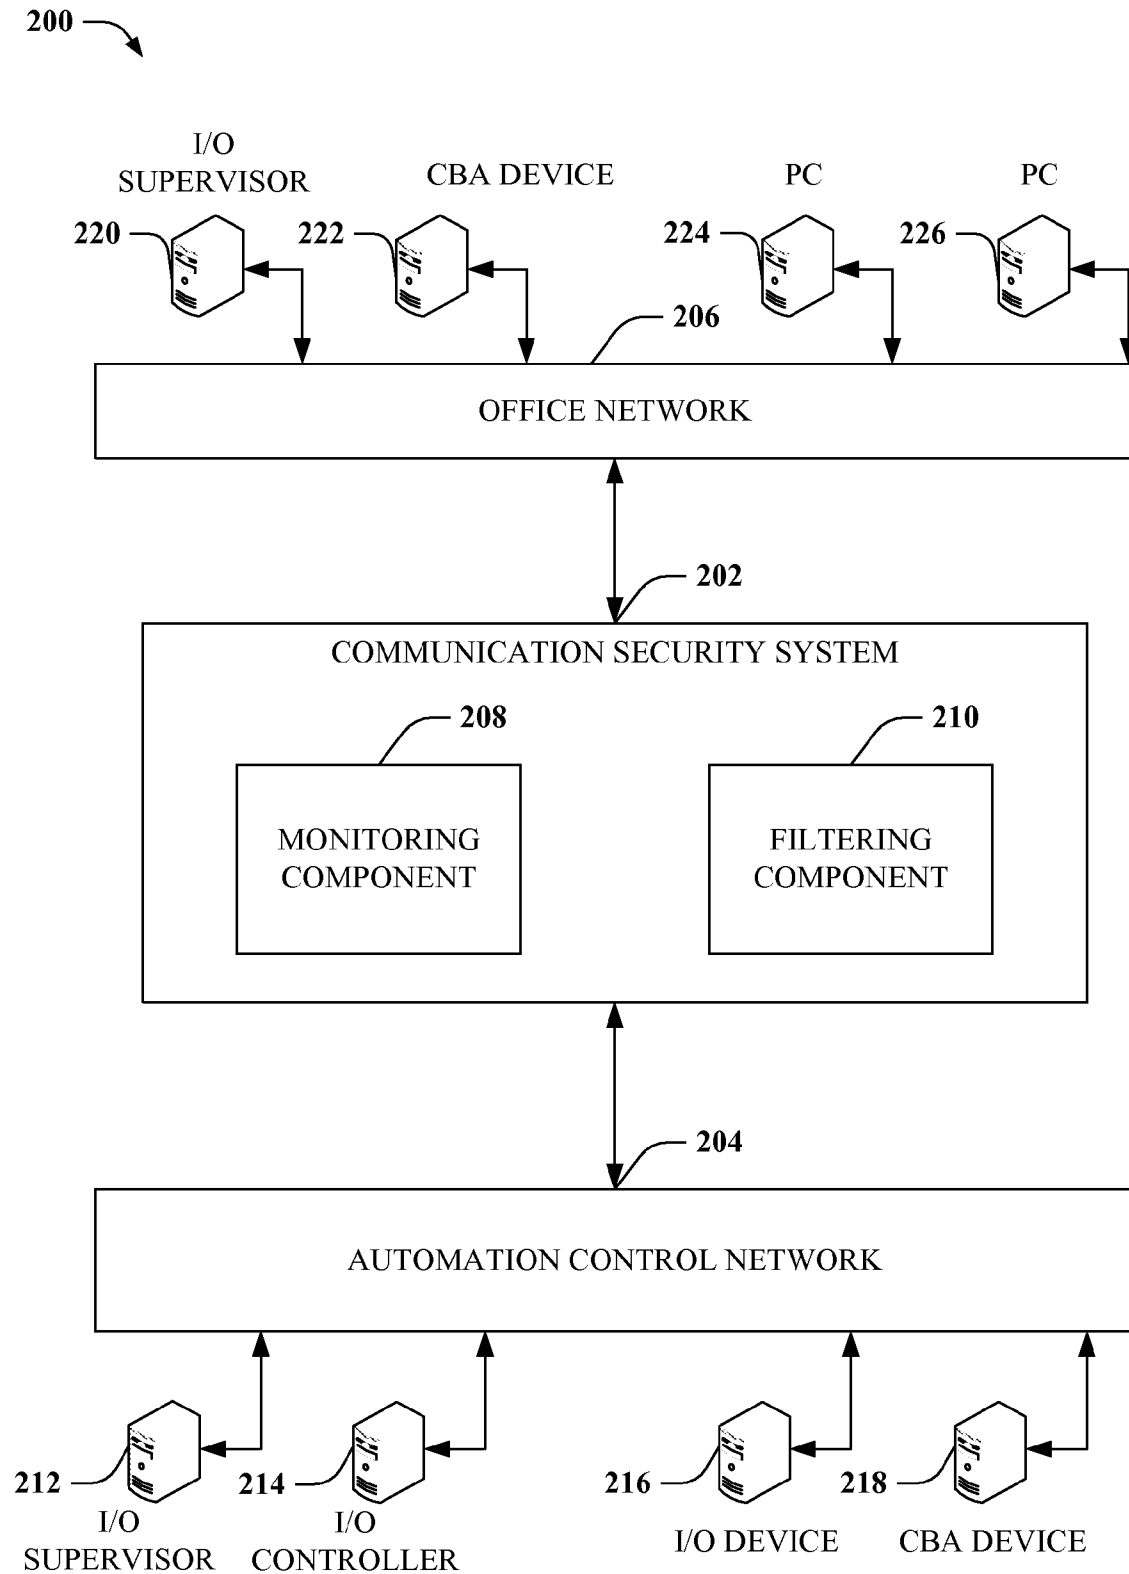 200
I/O
SUPERVISOR
CBA DEVICE
PC
PC
220
222
224
226
206
OFFICE NETWORK
202
COMMUNICATION SECURITY SYSTEM
208
210
MONITORING
COMPONENT
FILTERING
COMPONENT
204
AUTOMATION CONTROL NETWORK
212
214
216
218
I/O
SUPERVISOR
I/O
CONTROLLER
I/O DEVICE
CBA DEVICE